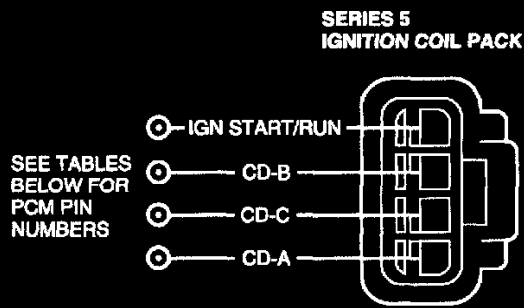 SERIES 5
IGNITION COIL PACK
IGN START/RUN
SEE TABLES
BELOW FOR
PCM PIN
NUMBERS
CD-B
CD-C
CD-A